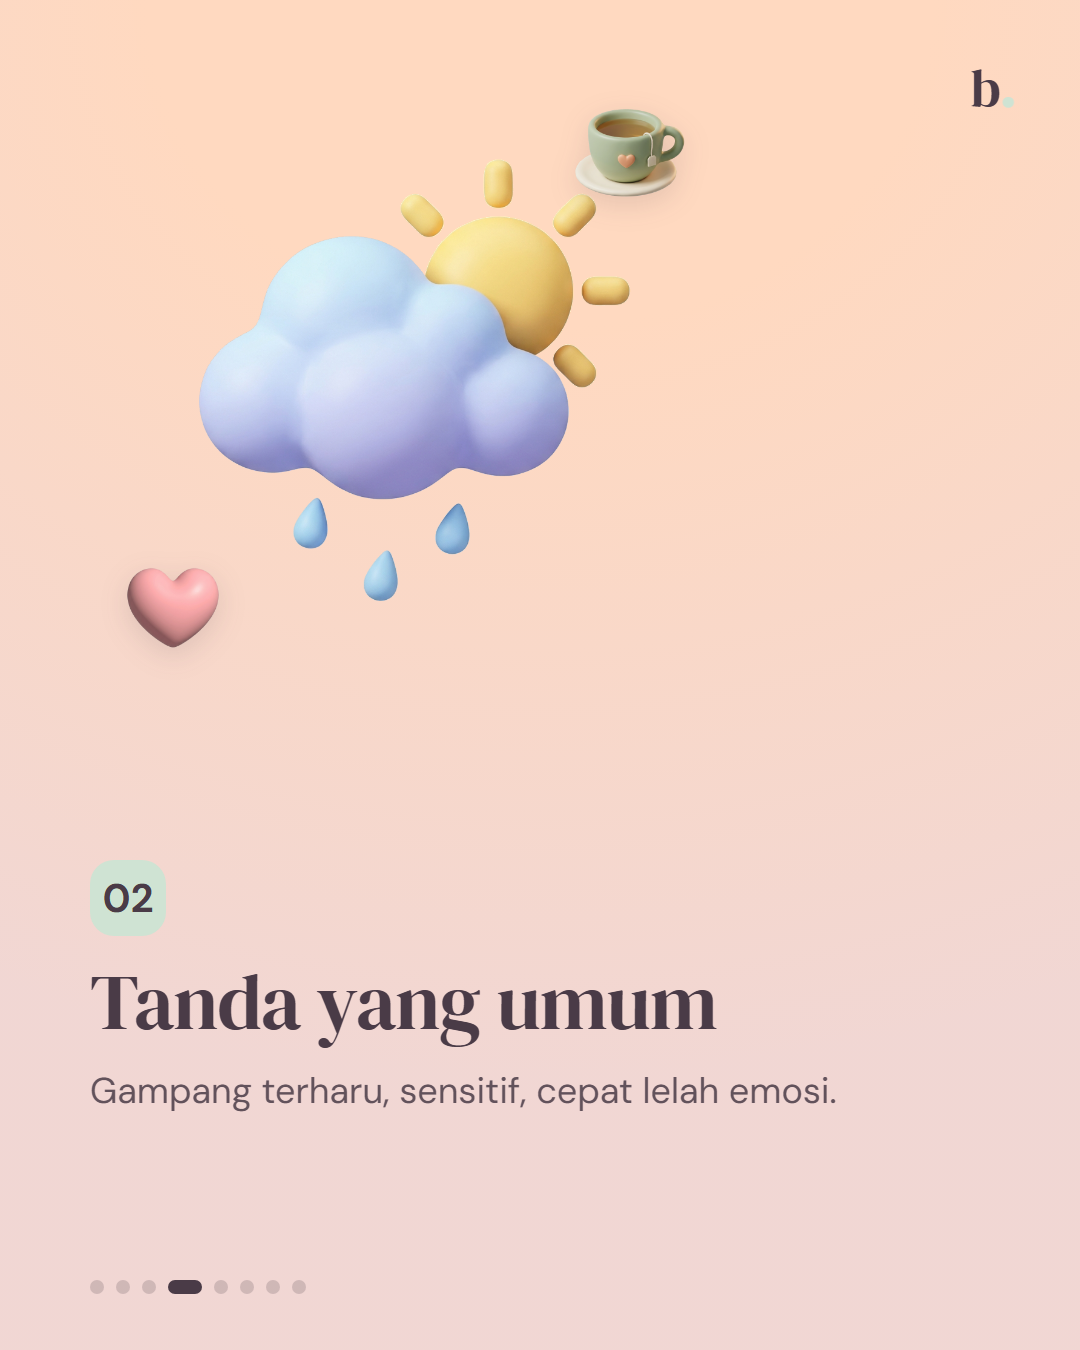 b.
02
Tanda yang umum
Gampang terharu, sensitif, cepat lelah emosi.